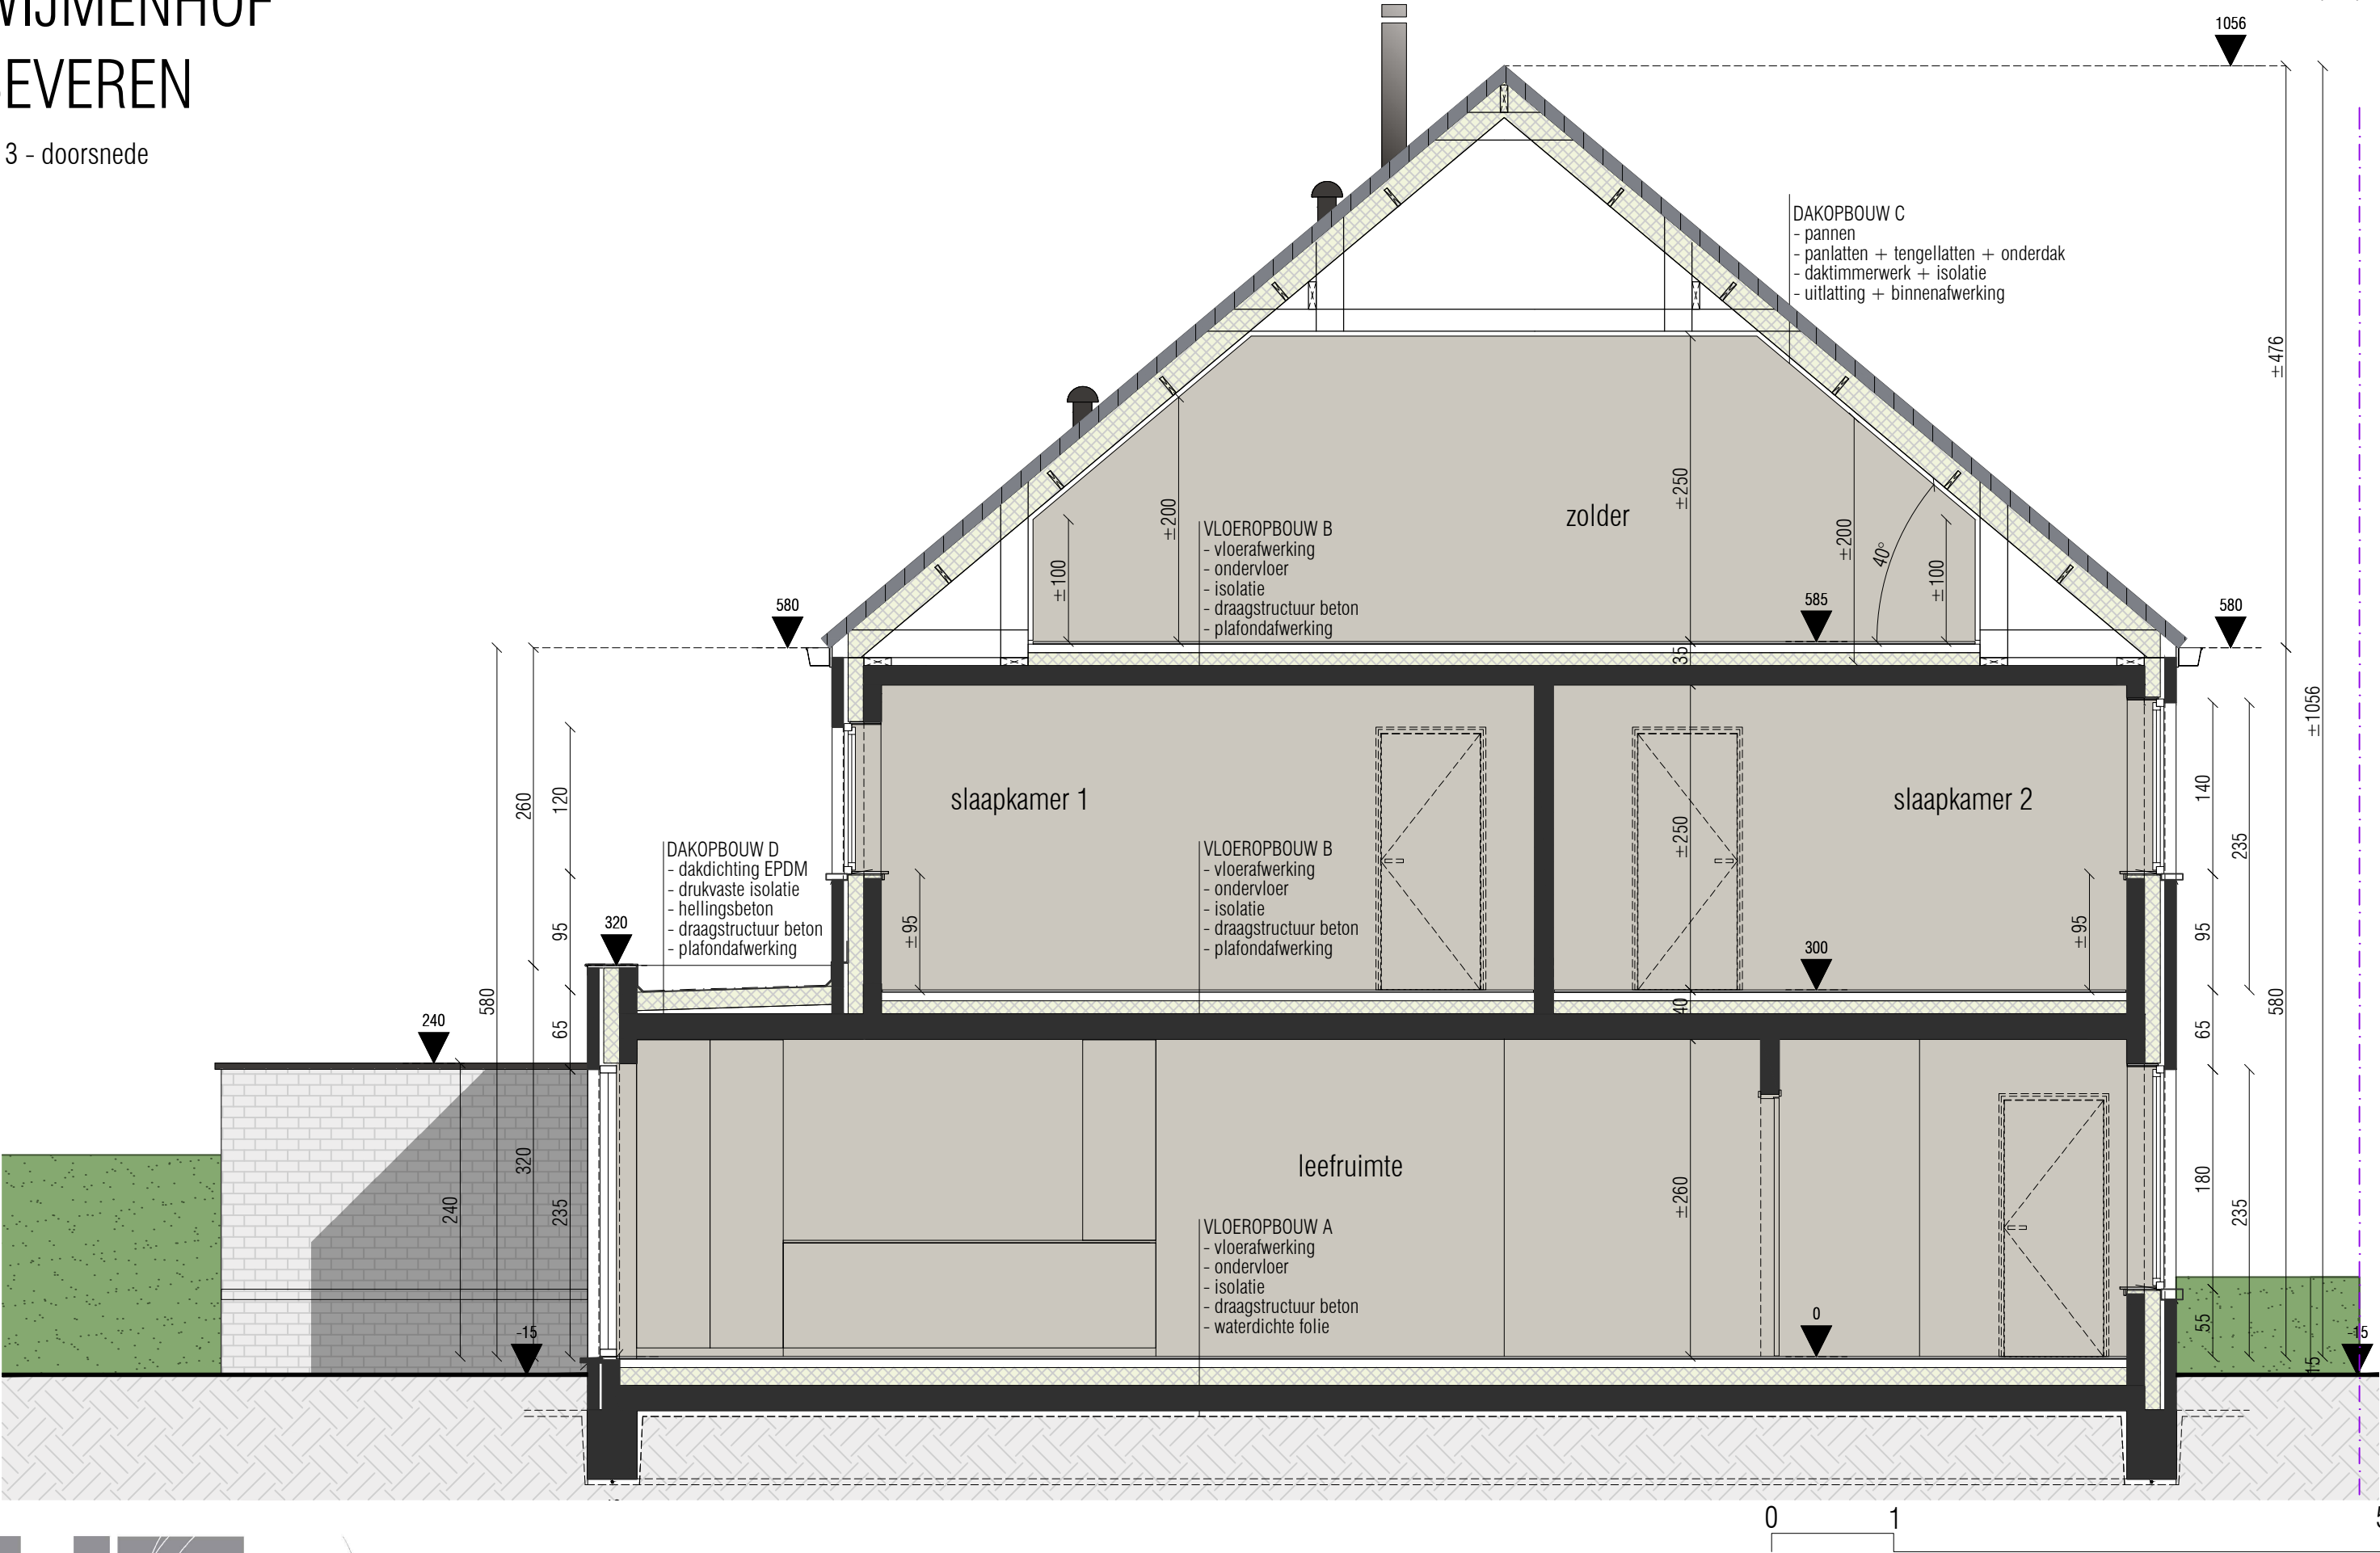 WIJMENHOF
EVEREN
3 - doorsnede
1056
DAKOPBOUW C
- pannen
- panlatten + tengellatten + onderdak
- daktimmerwerk + isolatie
- uitlatting + binnenafwerking
±476
±250
zolder
±200
VLOEROPBOUW B
- vloerafwerking
- ondervloer
- isolatie
- draagstructuur beton
- plafondafwerking
±200
40°
±100
±100
580
585
580
35
±1056
260
120
slaapkamer 1
±250
slaapkamer 2
140
235
DAKOPBOUW D
- dakdichting EPDM
- drukvaste isolatie
- hellingsbeton
- draagstructuur beton
- plafondafwerking
VLOEROPBOUW B
- vloerafwerking
- ondervloer
- isolatie
- draagstructuur beton
- plafondafwerking
95
±95
±95
95
320
300
580
40
580
240
65
65
320
leefruimte
240
235
±260
180
235
VLOEROPBOUW A
- vloerafwerking
- ondervloer
- isolatie
- draagstructuur beton
- waterdichte folie
0
55
-15
-15
15
0 1